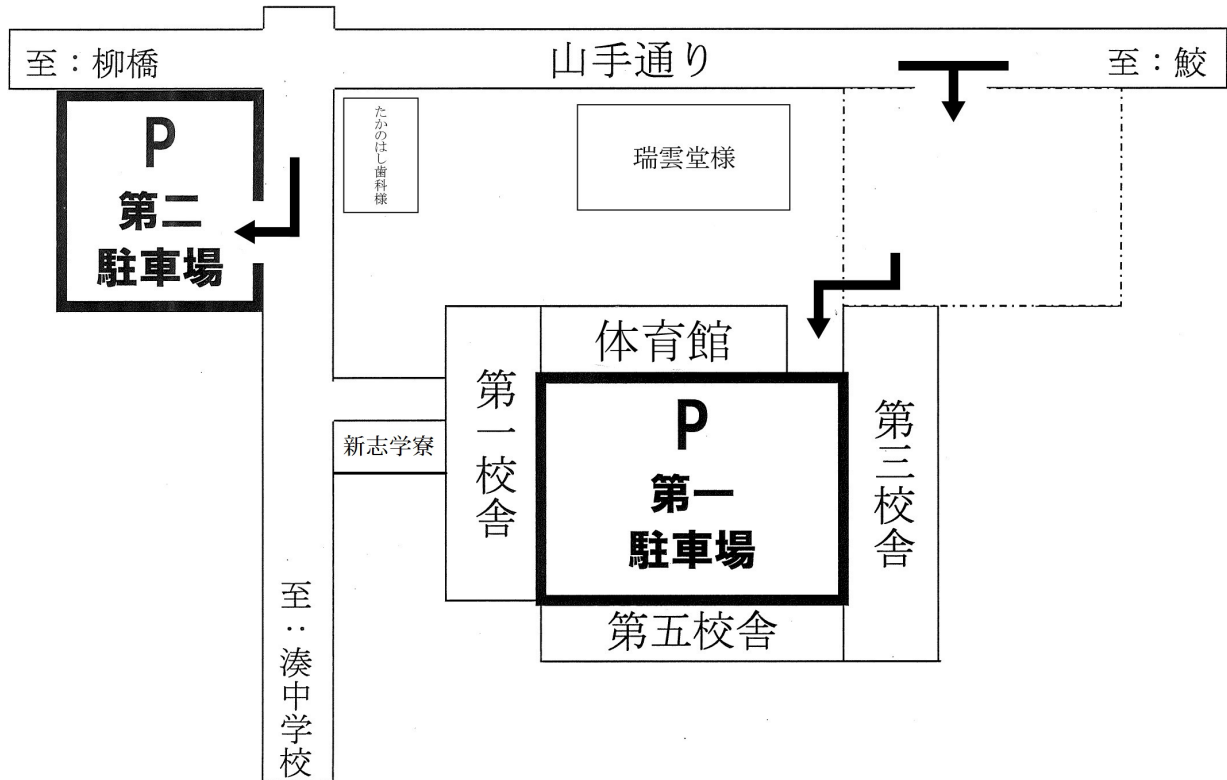 至：柳橋
山手通り
至：鮫
P
第二
駐車場
たかのはし歯科様
瑞雲堂様
体育館
第一校舎
P
第一
駐車場
第三校舎
新志学寮
第五校舎
至：湊中学校